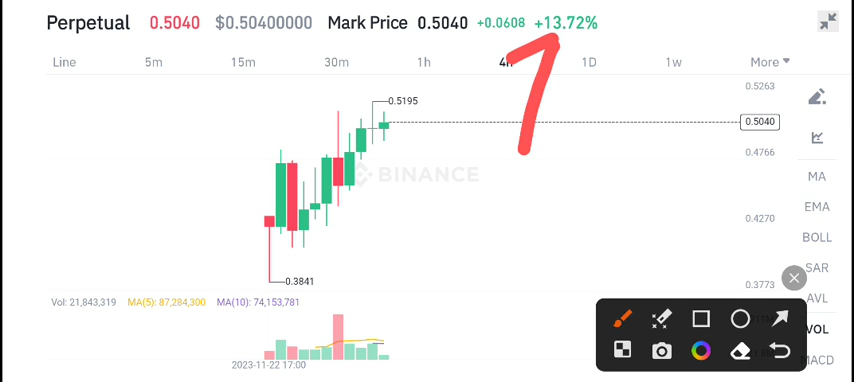 Perpetual 0.5040 $0.50400000 Mark Price 0.5040 +0.0608 +13.72%
Line 5m 15m 30m 1h 4h 1D 1w More
0.5263
0.5195
0.5040
0.4766
BINANCE
MA
EMA
0.4270
BOLL
SAR
0.3841
0.3773
Vol: 21,843,319 MA(5): 87,284,300 MA(10): 74,153,781
AVL
VOL
MACD
2023-11-22 17:00